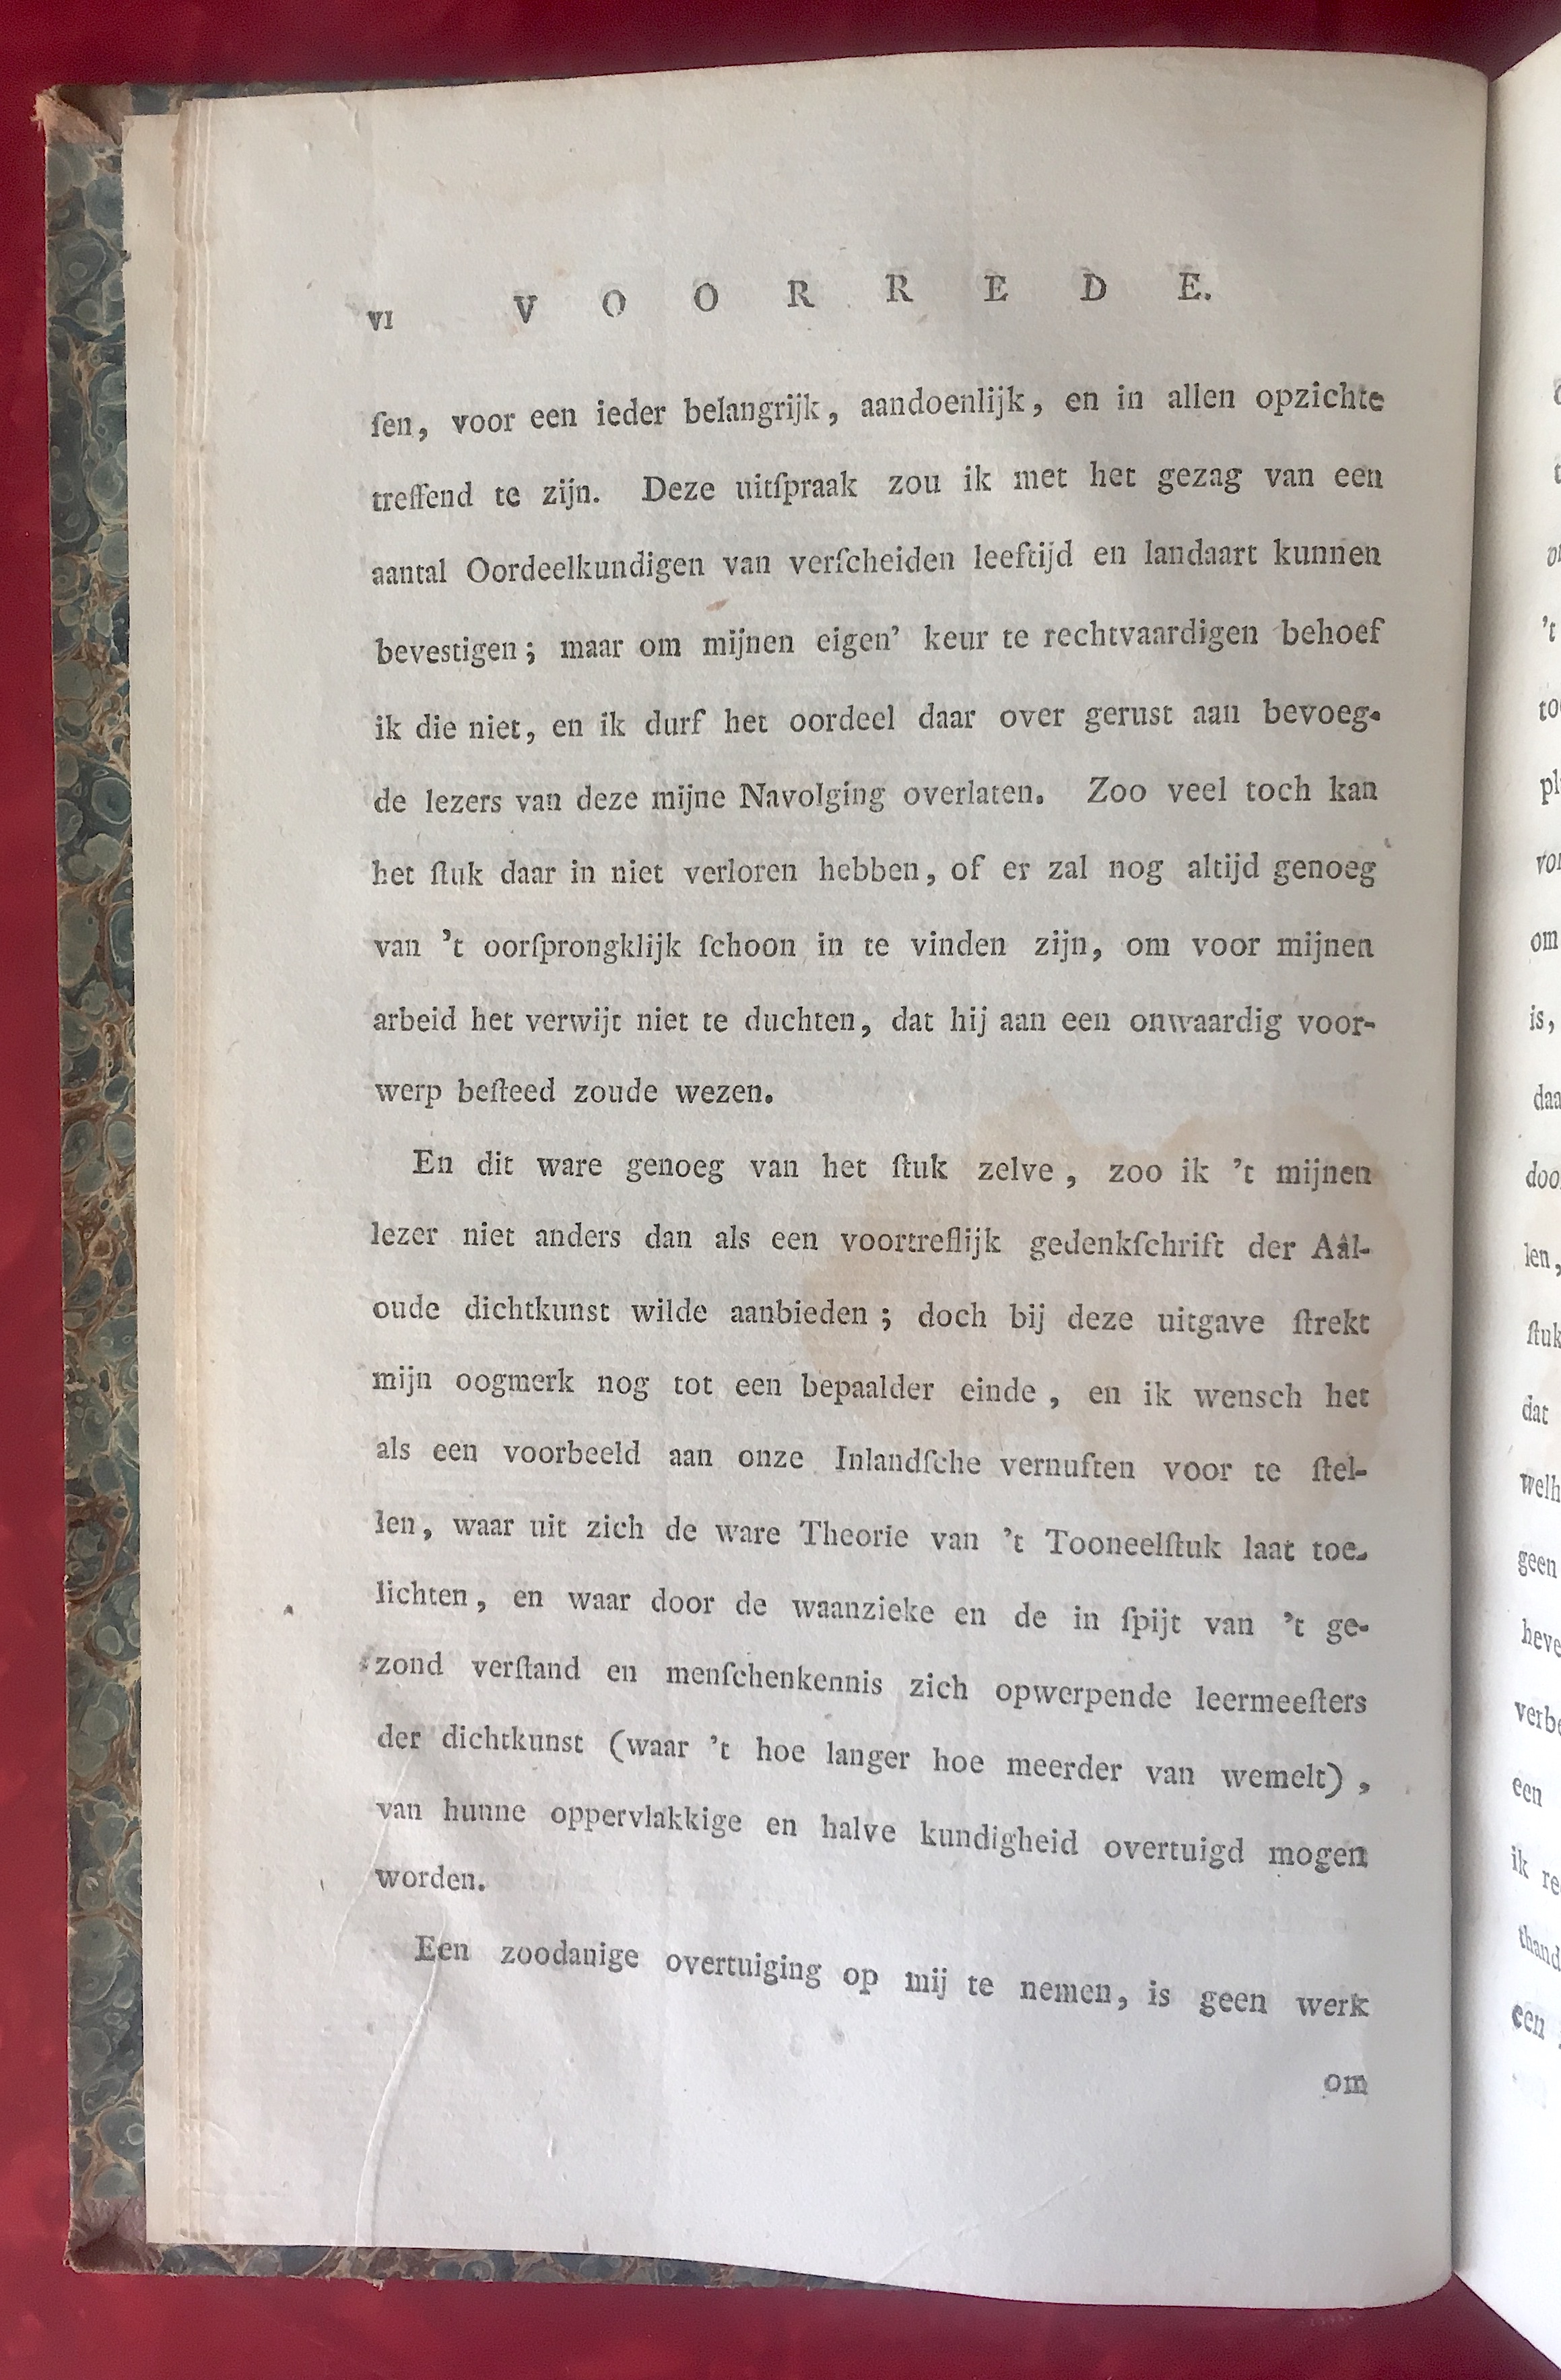 VI V O O R R E D E.
ſen, voor een ieder belangrijk, aandoenlijk, en in allen opzichte
treffend te zijn. Deze uitſpraak zou ik met het gezag van een
aantal Oordeelkundigen van verſcheiden leeftijd en landaart kunnen
bevestigen; maar om mijnen eigen’ keur te rechtvaardigen behoef
ik die niet, en ik durf het oordeel daar over gerust aan bevoeg-
de lezers van deze mijne Navolging overlaten. Zoo veel toch kan
het ſtuk daar in niet verloren hebben, of er zal nog altijd genoeg
van ’t oorſprongklijk ſchoon in te vinden zijn, om voor mijnen
arbeid het verwijt niet te duchten, dat hij aan een onwaardig voor-
werp beſteed zoude wezen.
En dit ware genoeg van het ſtuk zelve, zoo ik ’t mijnen
lezer niet anders dan als een voortreflijk gedenkſchrift der Aâl-
oude dichtkunst wilde aanbieden; doch bij deze uitgave ſtrekt
mijn oogmerk nog tot een bepaalder einde, en ik wensch het
als een voorbeeld aan onze Inlandſche vernuften voor te ſtel-
len, waar uit zich de ware Theorie van ’t Tooneelſtuk laat toe-
lichten, en waar door de waanzieke en de in ſpijt van ’t ge-
zond verſtand en menſchenkennis zich opwerpende leermeeſters
der dichtkunst (waar ’t hoe langer hoe meerder van wemelt),
van hunne oppervlakkige en halve kundigheid overtuigd mogen
worden.
Een zoodanige overtuiging op mij te nemen, is geen werk
om
’t
om
is,
len,
ſtuk
dat
geen
een
ik
een